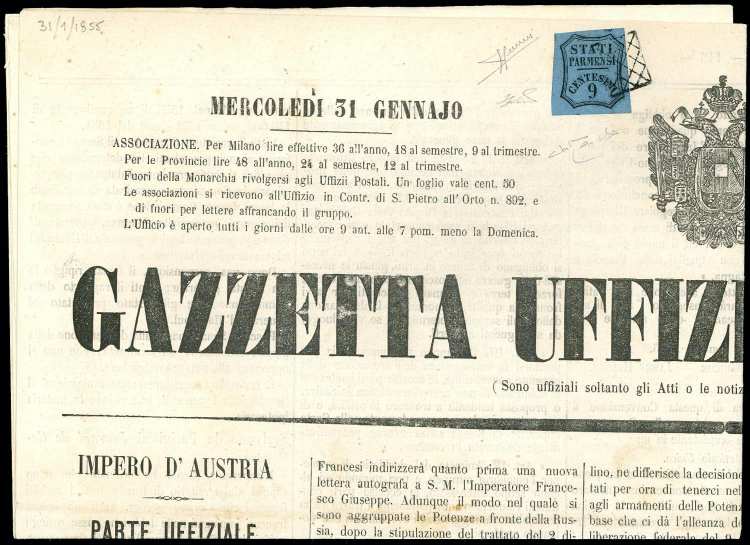 31/1/1855
STATI
PARMENSI
CENTESIMI
9
MERCOLEDÌ 31 GENNAJO
ASSOCIAZIONE. Per Milano lire effettive 36 all'anno, 18 al semestre, 9 al trimestre.
Per le Provincie lire 48 all'anno, 24 al semestre, 12 al trimestre.
Fuori della Monarchia rivolgersi agli Uffizii Postali. Un foglio vale cent. 50
Le associazioni si ricevono all'Uffizio in Contr. di S. Pietro all'Orto n. 892, e
di fuori per lettere affrancando il gruppo.
L'Ufficio è aperto tutti i giorni dalle ore 9 ant. alle 7 pom. meno la Domenica.
GAZZETTA UFFIZI
(Sono uffiziali soltanto gli Atti o le notiz
IMPERO D'AUSTRIA
PARTE UFFIZIALE
Francesi indirizzerà quanto prima una nuova
lettera autografa a S. M. l'Imperatore France-
sco Giuseppe. Adunque il modo nel quale si
sono aggruppate le Potenze a fronte della Rus-
sia, dopo la stipulazione del trattato del 2 di-
lino, ne differisce la decisione
tati per ora di tenerci nell
agli armamenti delle Potenz
base che ci dà l'alleanza d
liberazione federale del 9